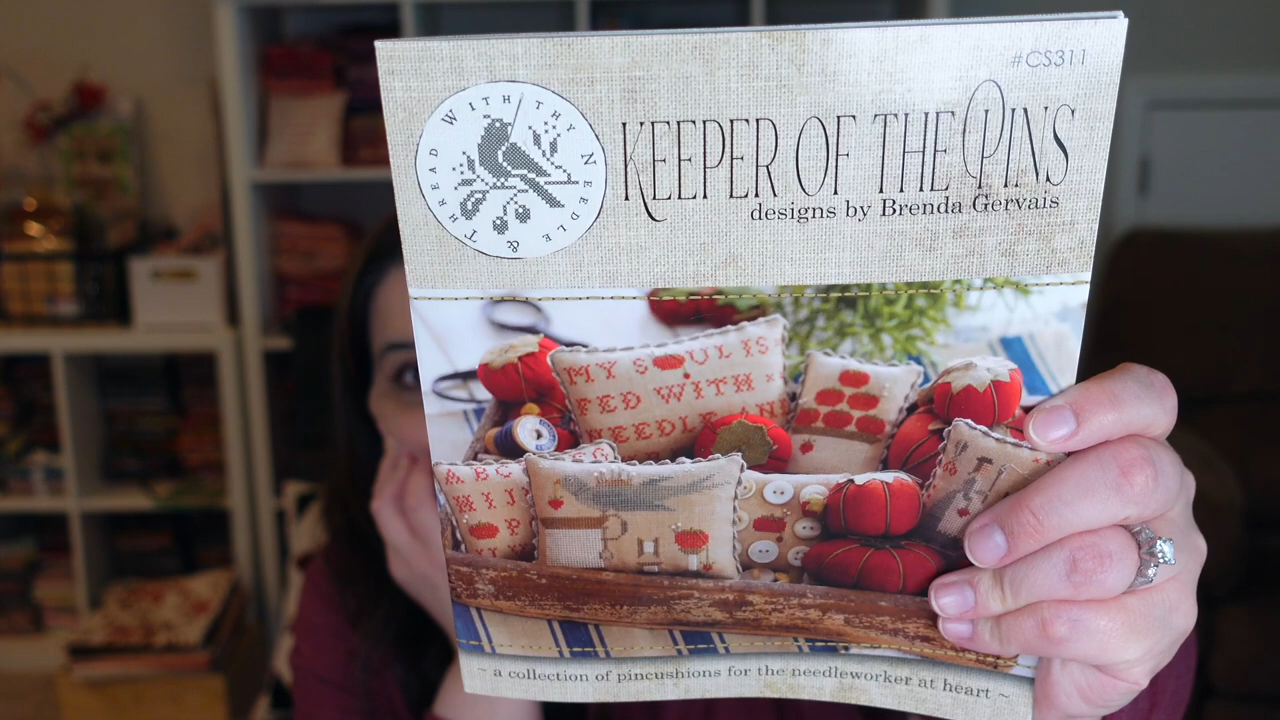 #CS311
WITH THY NEEDLE & THREAD
KEEPER OF THE PINS
designs by Brenda Gervais
MY SOUL IS
FED WITH
NEEDLE
A B C
~ a collection of pincushions for the needleworker at heart ~